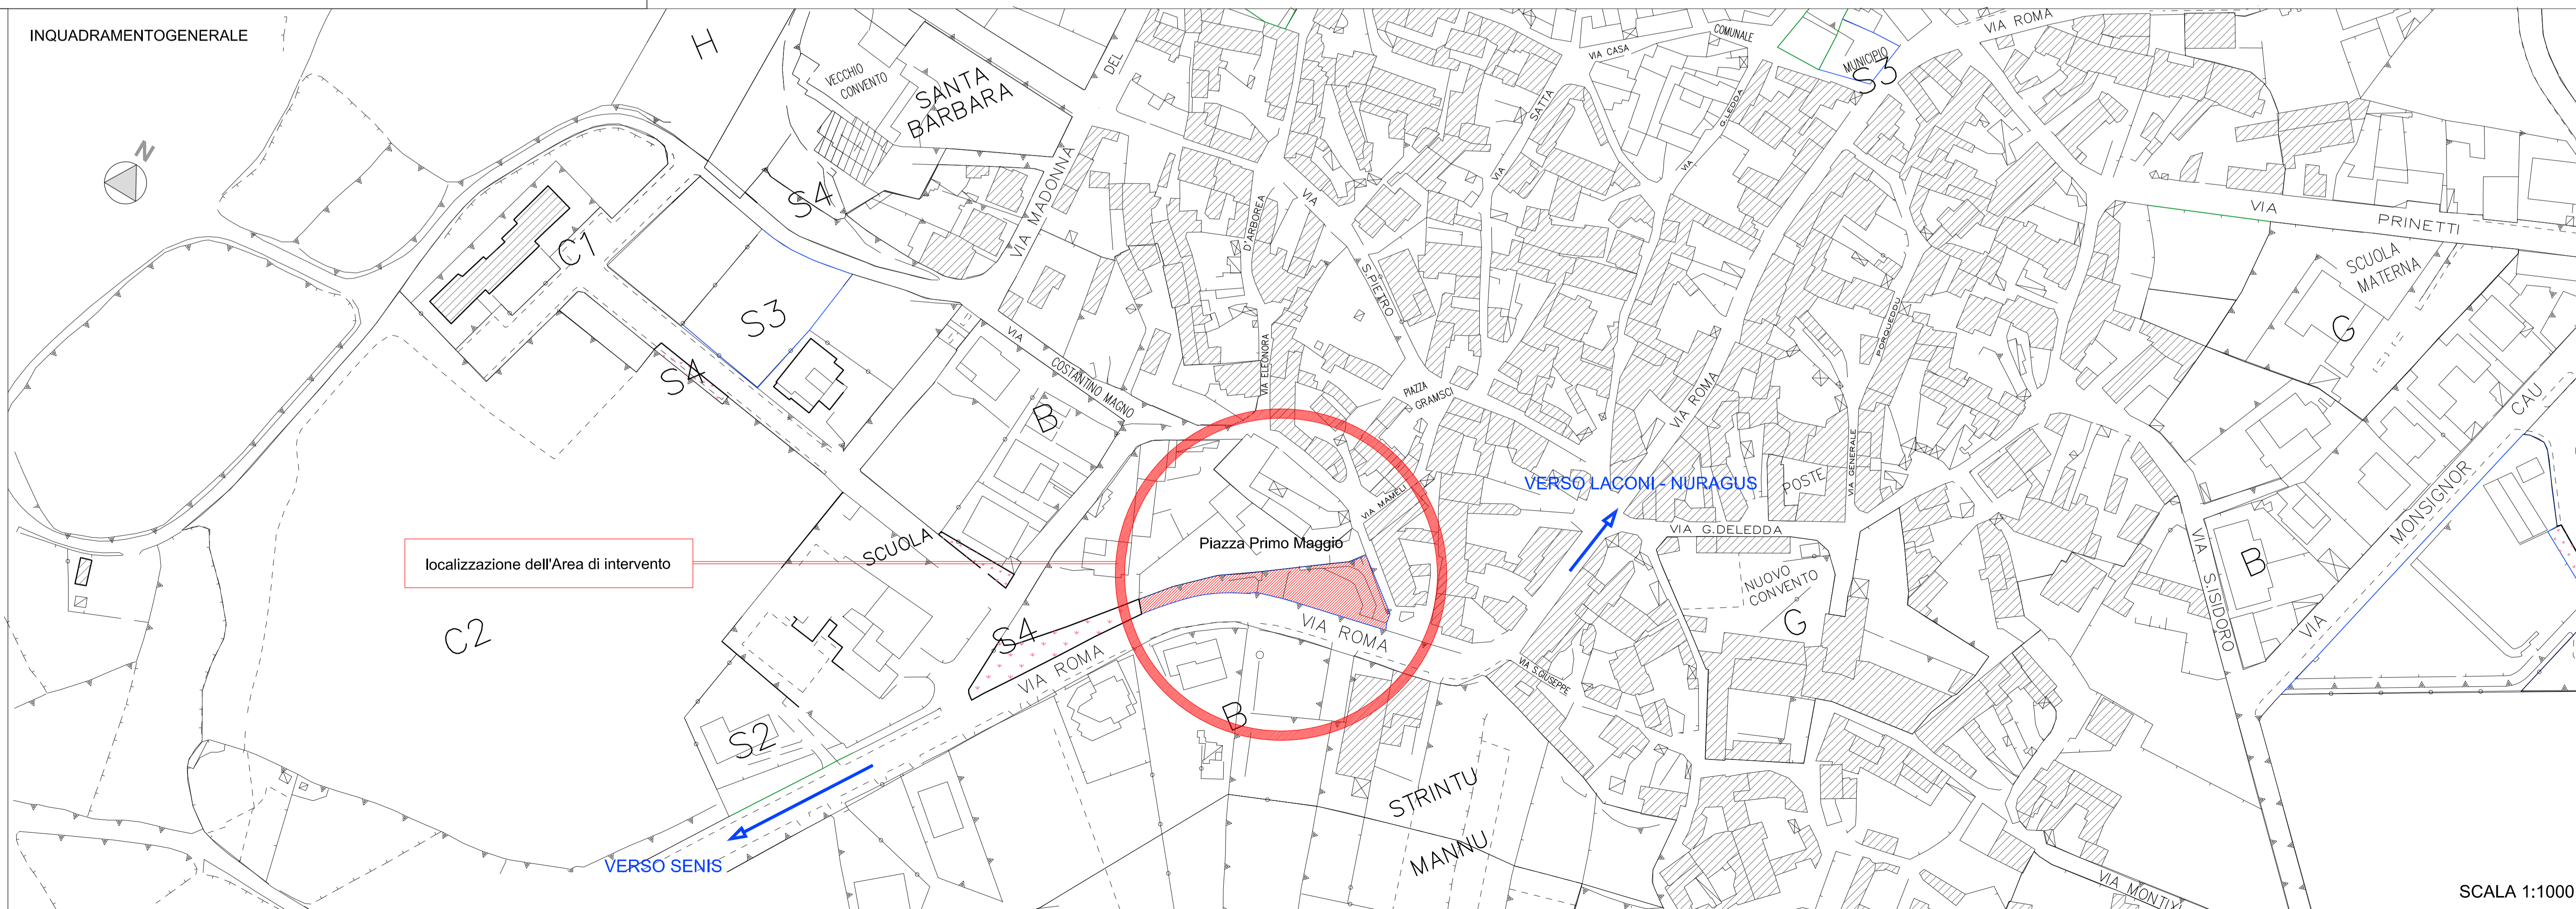 INQUADRAMENTOGENERALE
N
H
VECCHIO
CONVENTO
SANTA
BARBARA
DEL
VIA MADONNA
VIA CASA
COMUNALE
MUNICIPIO
S3
VIA ROMA
G.LEDDA
VIA
SATTA
VIA
VIA
S.PIETRO
D'ARBOREA
VIA ELEONORA
S4
C1
S3
S4
VIA
COSTANTINO MAGNO
B
PIAZZA
GRAMSCI
VIA ROMA
PORQUEDDU
VIA GENERALE
VIA
PRINETTI
SCUOLA
MATERNA
G
CAU
MONSIGNOR
VIA
VIA
S.ISIDORO
B
VERSO LACONI - NURAGUS
POSTE
VIA G.DELEDDA
NUOVO
CONVENTO
G
VIA MAMELI
Piazza Primo Maggio
SCUOLA
localizzazione dell'Area di intervento
C2
S4
VIA ROMA
VIA ROMA
VIA S.GIUSEPPE
B
S2
STRINTU
MANNU
VERSO SENIS
VIA MONTIX
SCALA 1:1000